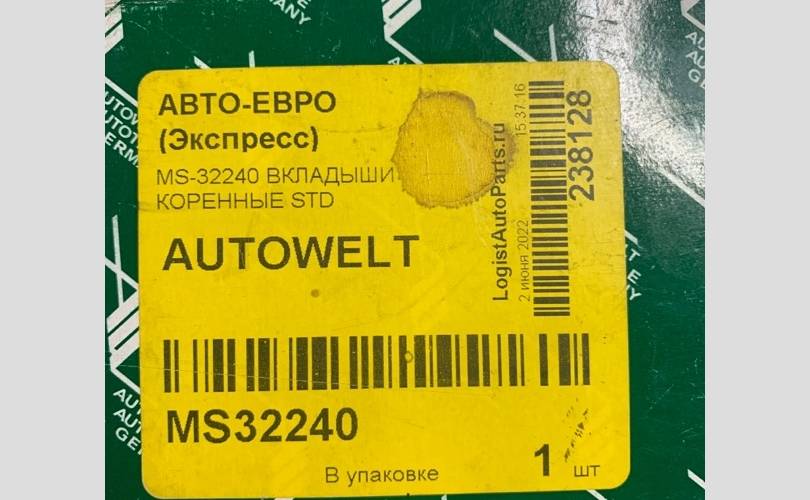 АВТО-ЕВРО
(Экспресс)
MS-32240 ВКЛАДЫШИ
КОРЕННЫЕ STD
AUTOWELT
MS32240
В упаковке
1 шт
LogistAutoParts.ru
2 июня 2022
15:37:16
238128
GERMANY